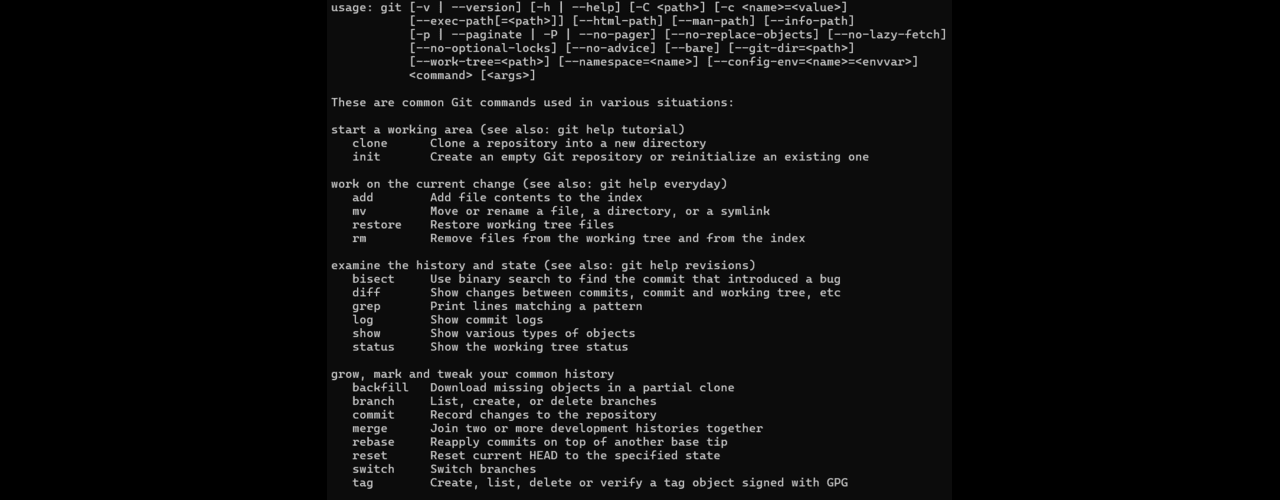 usage: git [-v | --version] [-h | --help] [-C <path>] [-c <name>=<value>]
           [--exec-path[=<path>]] [--html-path] [--man-path] [--info-path]
           [-p | --paginate | -P | --no-pager] [--no-replace-objects] [--no-lazy-fetch]
           [--no-optional-locks] [--no-advice] [--bare] [--git-dir=<path>]
           [--work-tree=<path>] [--namespace=<name>] [--config-env=<name>=<envvar>]
           <command> [<args>]

These are common Git commands used in various situations:

start a working area (see also: git help tutorial)
   clone      Clone a repository into a new directory
   init       Create an empty Git repository or reinitialize an existing one

work on the current change (see also: git help everyday)
   add        Add file contents to the index
   mv         Move or rename a file, a directory, or a symlink
   restore    Restore working tree files
   rm         Remove files from the working tree and from the index

examine the history and state (see also: git help revisions)
   bisect     Use binary search to find the commit that introduced a bug
   diff       Show changes between commits, commit and working tree, etc
   grep       Print lines matching a pattern
   log        Show commit logs
   show       Show various types of objects
   status     Show the working tree status

grow, mark and tweak your common history
   backfill   Download missing objects in a partial clone
   branch     List, create, or delete branches
   commit     Record changes to the repository
   merge      Join two or more development histories together
   rebase     Reapply commits on top of another base tip
   reset      Reset current HEAD to the specified state
   switch     Switch branches
   tag        Create, list, delete or verify a tag object signed with GPG